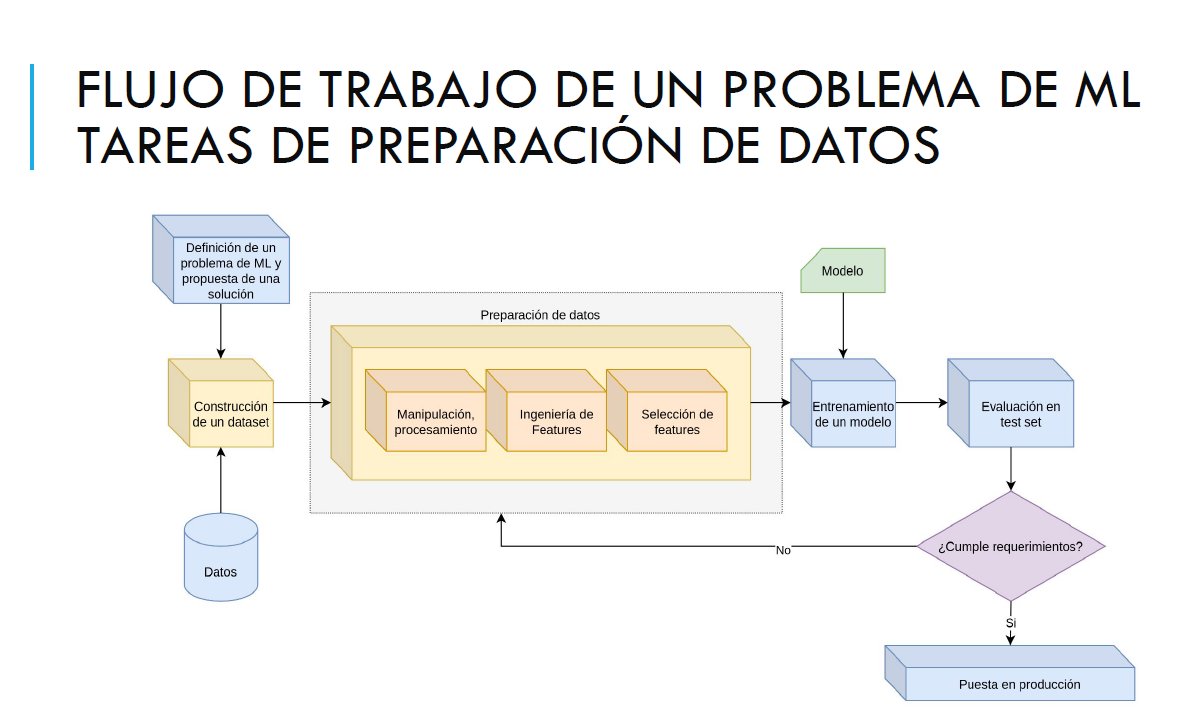 FLUJO DE TRABAJO DE UN PROBLEMA DE ML
TAREAS DE PREPARACIÓN DE DATOS
Definición de un
problema de ML y
propuesta de una
solución
Modelo
Preparación de datos
Construcción
de un dataset
Manipulación,
procesamiento
Ingeniería de
Features
Selección de
features
Entrenamiento
de un modelo
Evaluación en
test set
Datos
No
¿Cumple requerimientos?
Si
Puesta en producción